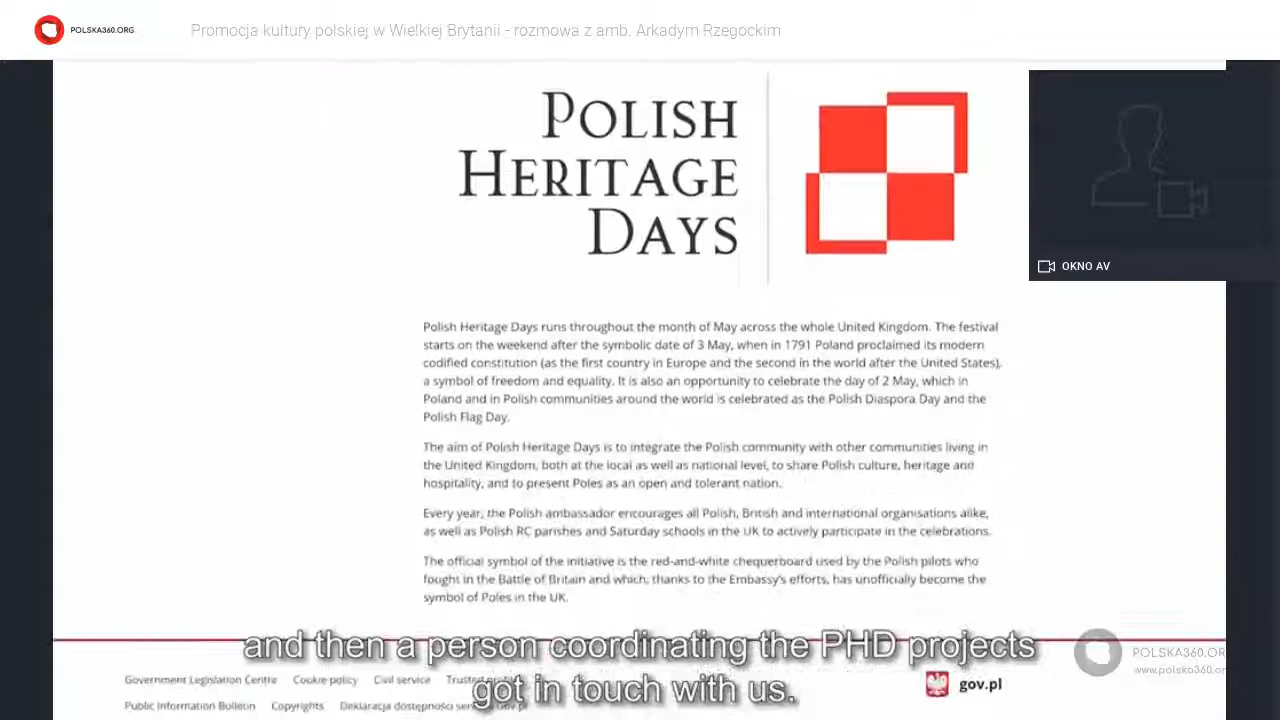 POLSKA360.ORG
Promocja kultury polskiej w Wielkiej Brytanii - rozmowa z amb. Arkadym Rzegockim
POLISH
HERITAGE
DAYS
OKNO AV
Polish Heritage Days runs throughout the month of May across the whole United Kingdom. The festival
starts on the weekend after the symbolic date of 3 May, when in 1791 Poland proclaimed its modern
codified constitution (as the first country in Europe and the second in the world after the United States),
a symbol of freedom and equality. It is also an opportunity to celebrate the day of 2 May, which in
Poland and in Polish communities around the world is celebrated as the Polish Diaspora Day and the
Polish Flag Day.
The aim of Polish Heritage Days is to integrate the Polish community with other communities living in
the United Kingdom, both at the local as well as national level, to share Polish culture, heritage and
hospitality, and to present Poles as an open and tolerant nation.
Every year, the Polish ambassador encourages all Polish, British and international organisations alike,
as well as Polish RC parishes and Saturday schools in the UK to actively participate in the celebrations.
The official symbol of the initiative is the red-and-white chequerboard used by the Polish pilots who
fought in the Battle of Britain and which, thanks to the Embassy's efforts, has unofficially become the
symbol of Poles in the UK.
and then a person coordinating the PHD projects
got in touch with us.
Government Legislation Centre Cookie policy Civil service Trusted
Public Information Bulletin Copyrights Deklaracja dostępności
gov.pl
POLSKA360.OR
www.polska360.or